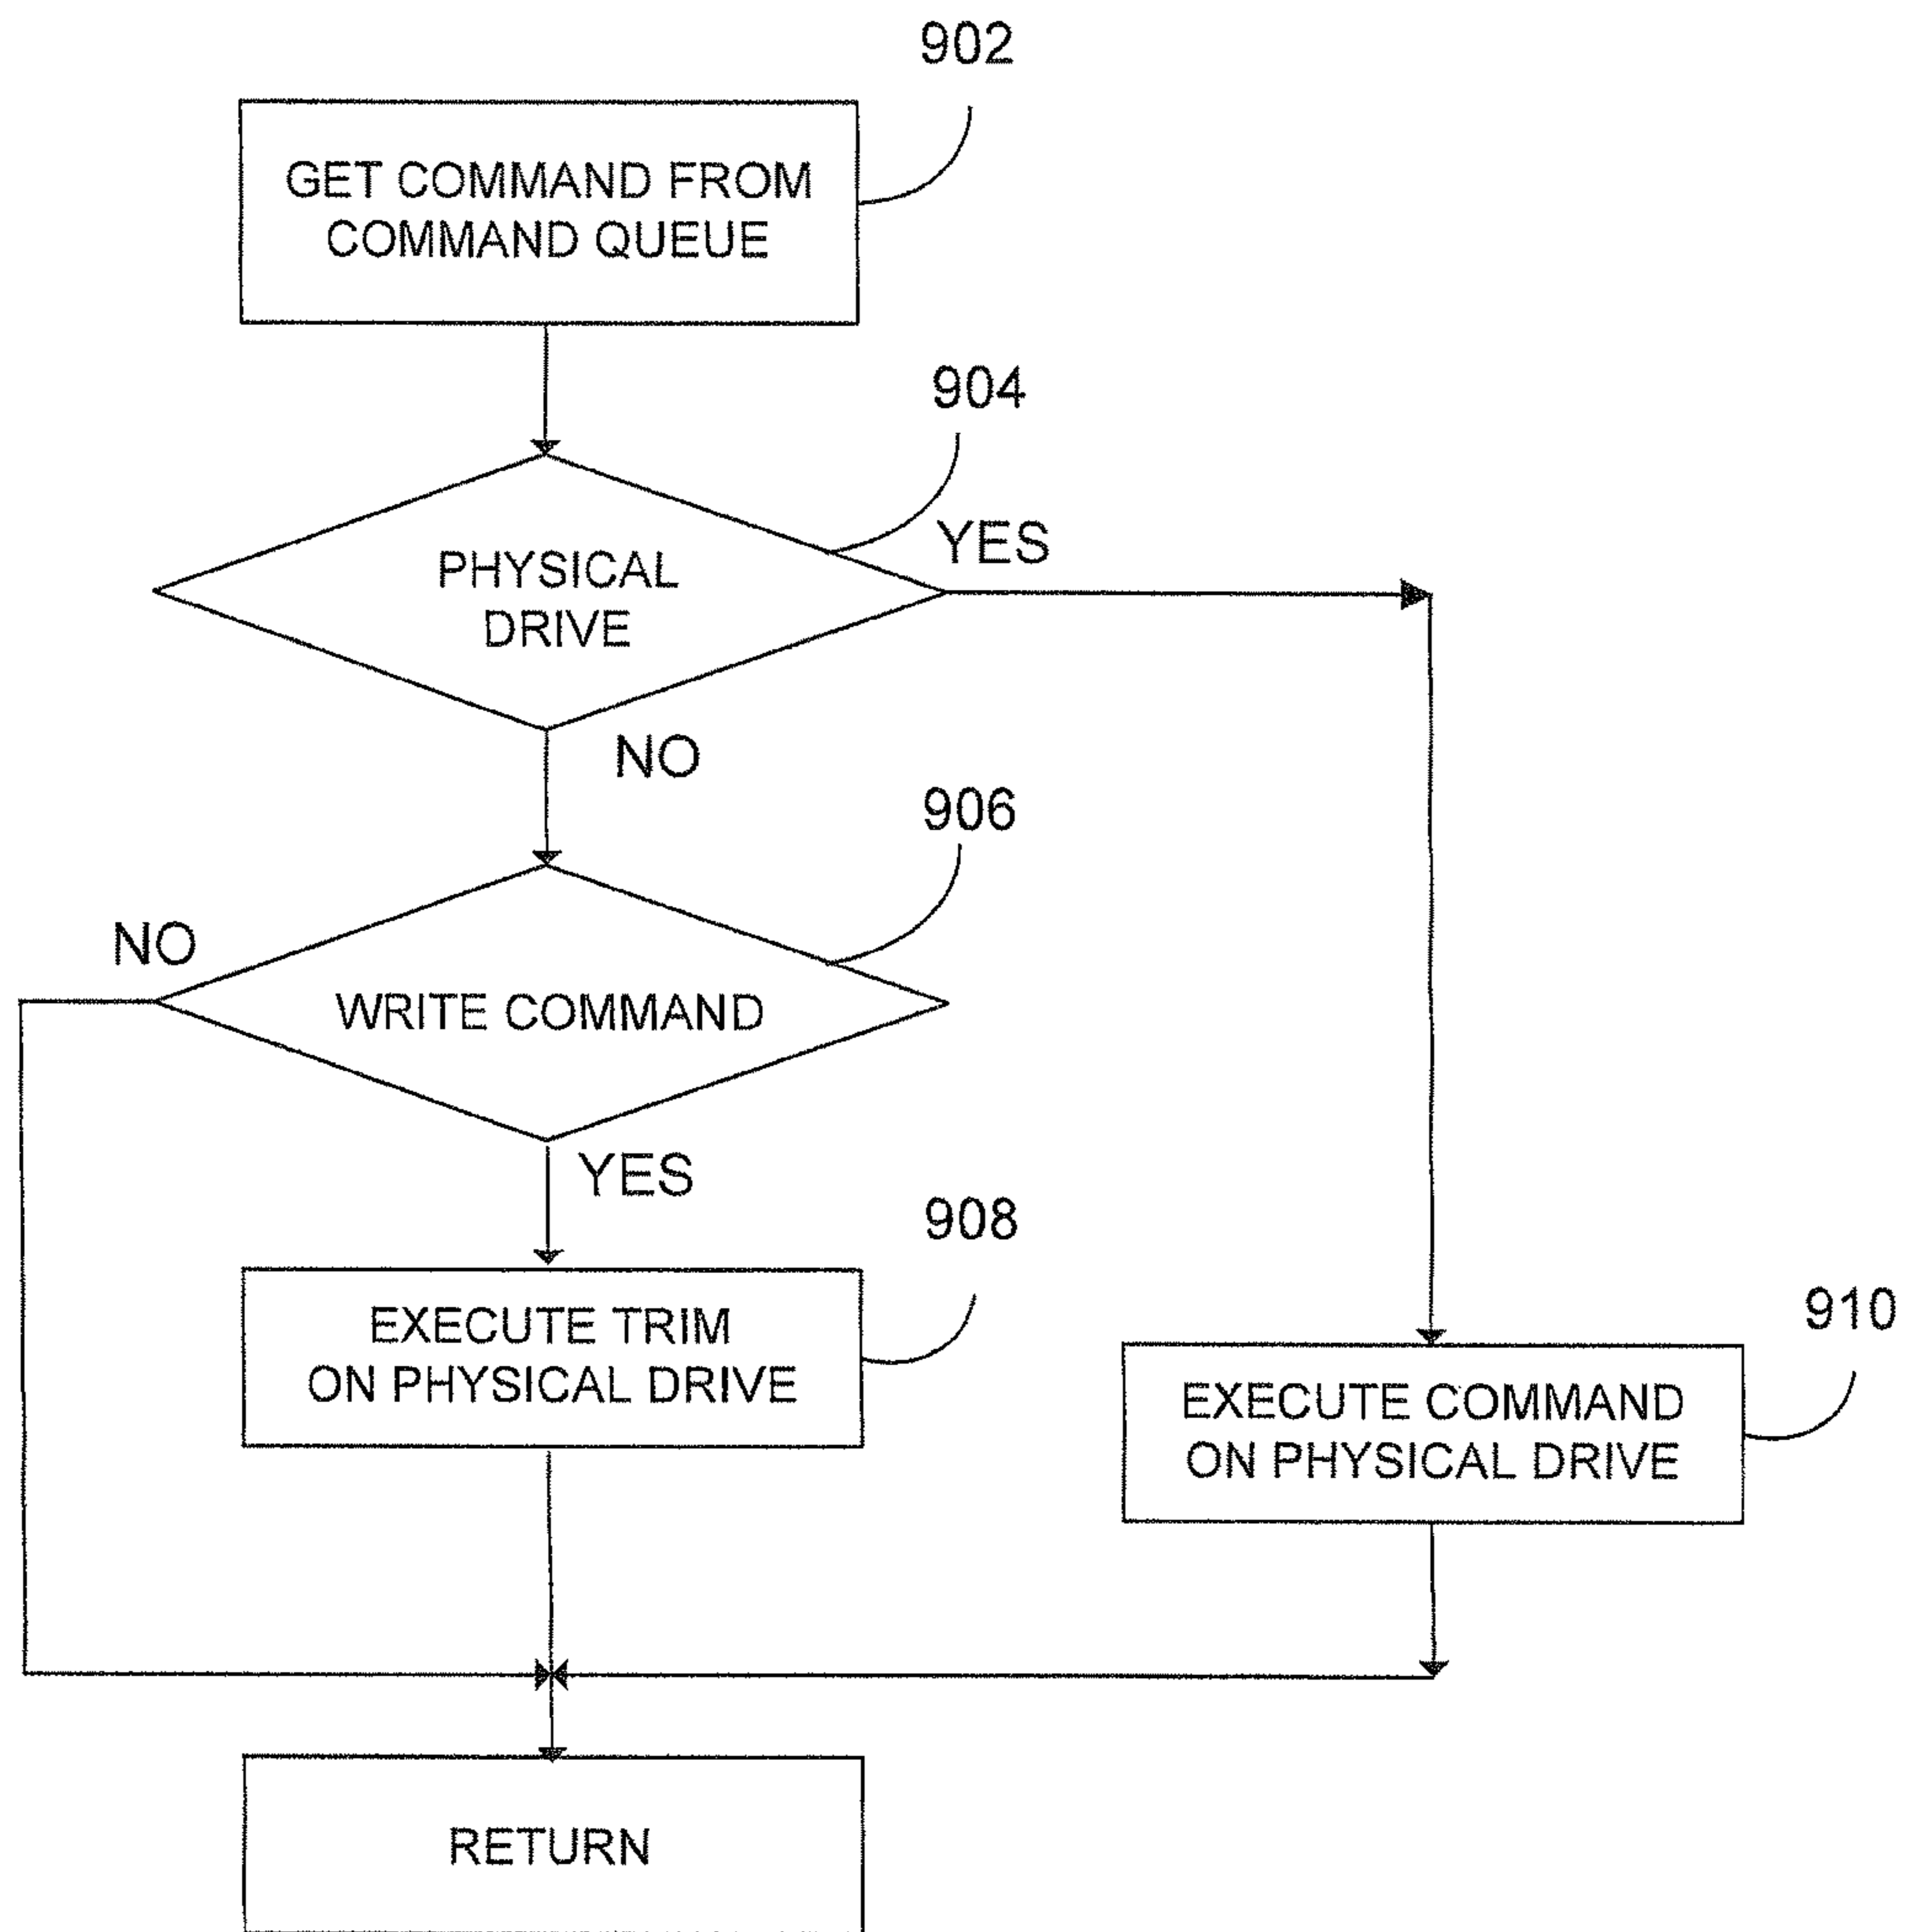 902
GET COMMAND FROM
COMMAND QUEUE
904
YES
PHYSICAL
DRIVE
NO
906
NO
WRITE COMMAND
YES
908
EXECUTE TRIM
ON PHYSICAL DRIVE
910
EXECUTE COMMAND
ON PHYSICAL DRIVE
RETURN